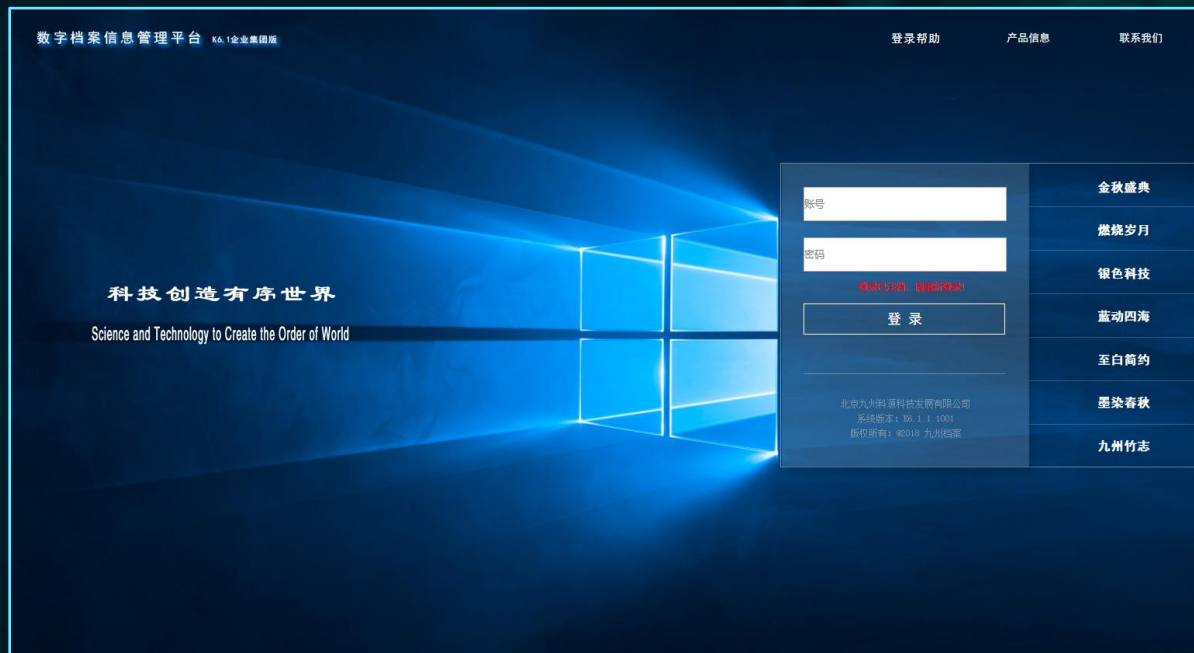 数字档案信息管理平台 K6.1企业集团版
登录帮助 产品信息 联系我们
科技创造有序世界
Science and Technology to Create the Order of World
账号
密码
登录
北京九州科源科技发展有限公司
系统版本：K6.1.1.1001
版权所有：©2018 九州档案
金秋盛典
燃烧岁月
银色科技
蓝动四海
至白简约
墨染春秋
九州竹志